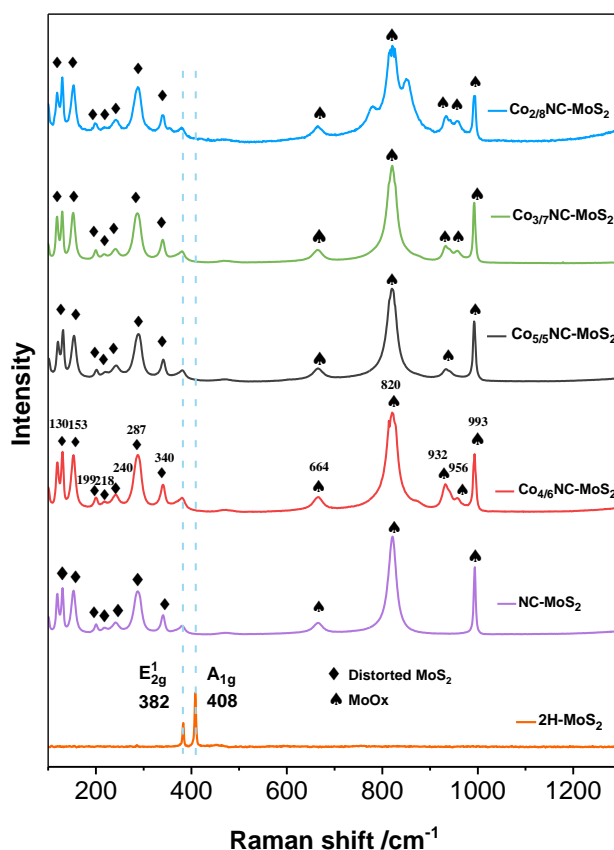 Co2/8NC-MoS2
Co3/7NC-MoS2
Co5/5NC-MoS2
820
130 153 287 993
340 664 932
199 218 240 956
Co4/6NC-MoS2
NC-MoS2
E12g A1g
382 408
Distorted MoS2
MoOx
2H-MoS2
Intensity
200 400 600 800 1000 1200
Raman shift /cm-1